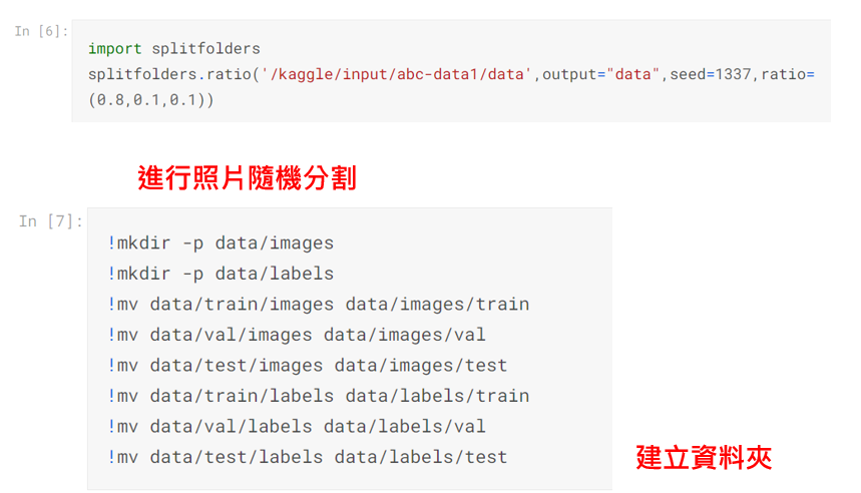 In [6]:
import splitfolders
splitfolders.ratio('/kaggle/input/abc-data1/data',output="data",seed=1337,ratio=
(0.8,0.1,0.1))
進行照片隨機分割
In [7]:
!mkdir -p data/images
!mkdir -p data/labels
!mv data/train/images data/images/train
!mv data/val/images data/images/val
!mv data/test/images data/images/test
!mv data/train/labels data/labels/train
!mv data/val/labels data/labels/val
!mv data/test/labels data/labels/test
建立資料夾